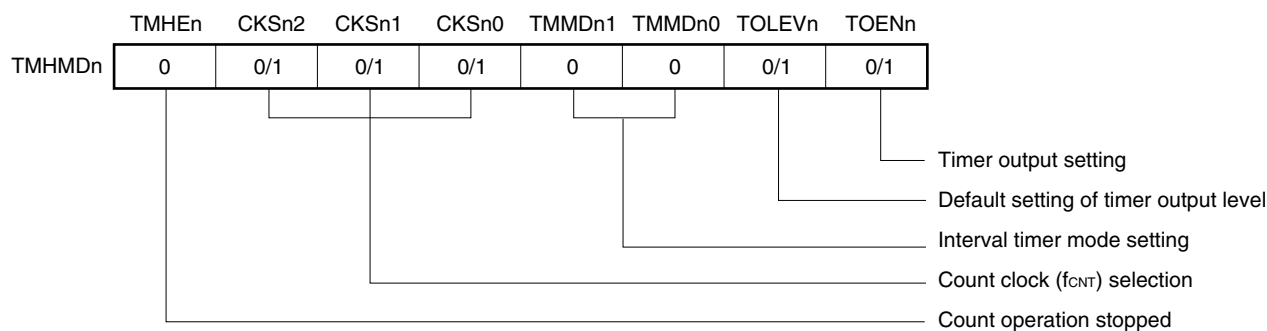 TMHEn CKSn2 CKSn1 CKSn0 TMMDn1 TMMDn0 TOLEVn TOENn
TMHMDn 0 0/1 0/1 0/1 0 0 0/1 0/1
Timer output setting
Default setting of timer output level
Interval timer mode setting
Count clock (fCNT) selection
Count operation stopped